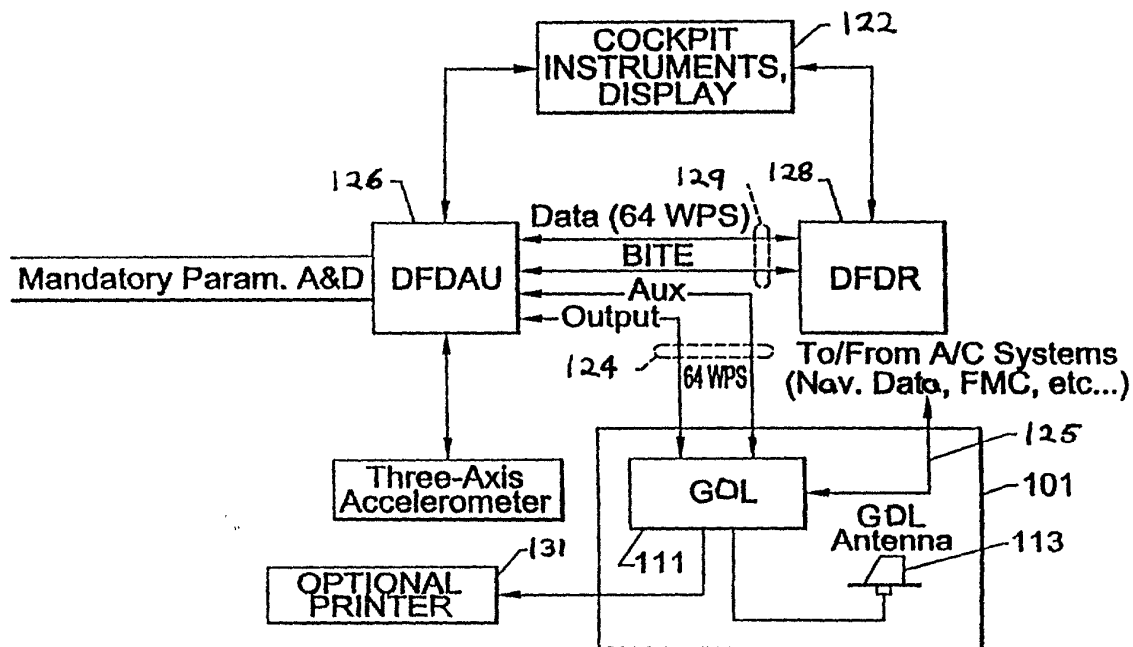 COCKPIT
INSTRUMENTS,
DISPLAY
122
126
129
128
Data (64 WPS)
BITE
Mandatory Param. A&D
DFDAU
DFDR
Aux
Output
124
64 WPS
To/From A/C Systems
(Nav. Data, FMC, etc...)
125
Three-Axis
Accelerometer
GDL
101
GDL
Antenna
111
113
131
OPTIONAL
PRINTER